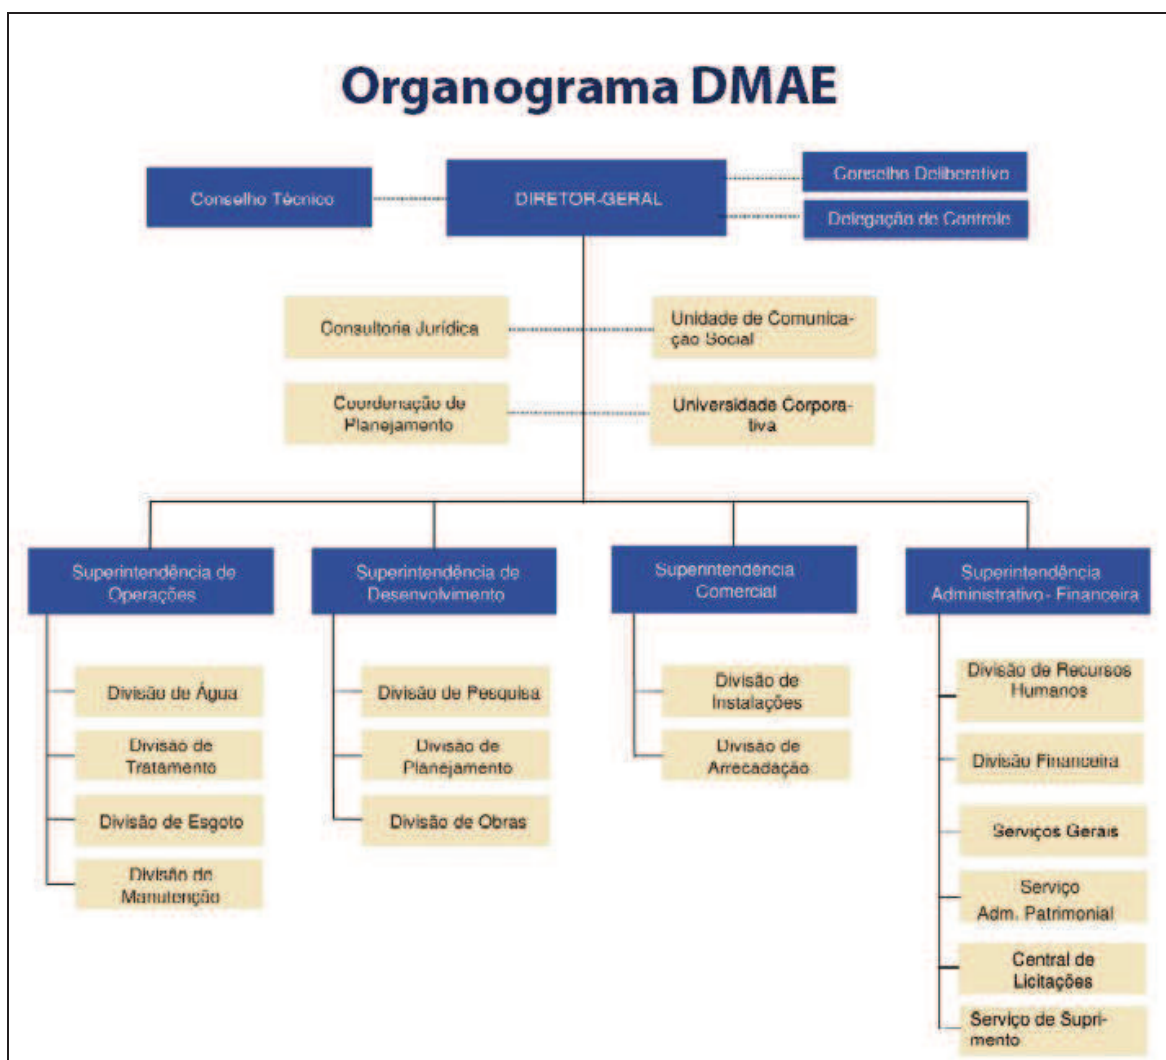 Organograma DMAE
Conselho Técnico
DIRETOR-GERAL
Conselho Deliberativo
Delegação de Controle
Consultoria Jurídica
Unidade de Comunica-
ção Social
Coordenação de
Planejamento
Universidade Corpora-
tiva
Superintendência de
Operações
Superintendência de
Desenvolvimento
Superintendência
Comercial
Superintendência
Administrativo- Financeira
Divisão de Água
Divisão de
Tratamento
Divisão de Esgoto
Divisão de
Manutenção
Divisão de Pesquisa
Divisão de
Planejamento
Divisão de Obras
Divisão de
Instalações
Divisão de
Arrecadação
Divisão de Recursos
Humanos
Divisão Financeira
Serviços Gerais
Serviço
Adm. Patrimonial
Central de
Licitações
Serviço de Supri-
mento